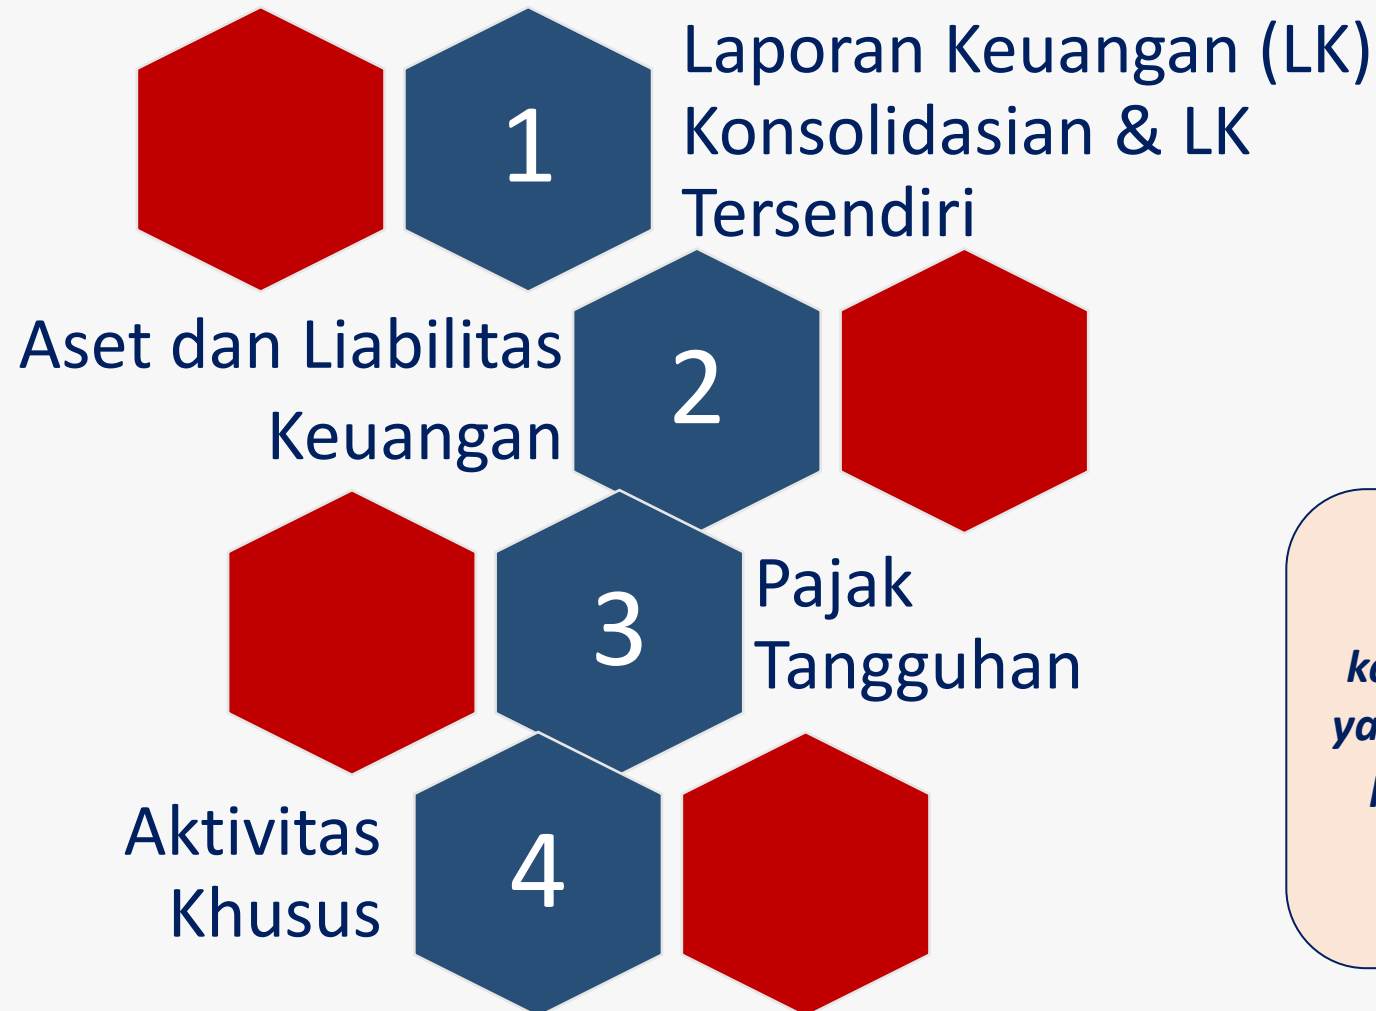 1
Laporan Keuangan (LK)
Konsolidasian & LK
Tersendiri
Aset dan Liabilitas
Keuangan
2
3
Pajak
Tangguhan
Aktivitas
Khusus
4